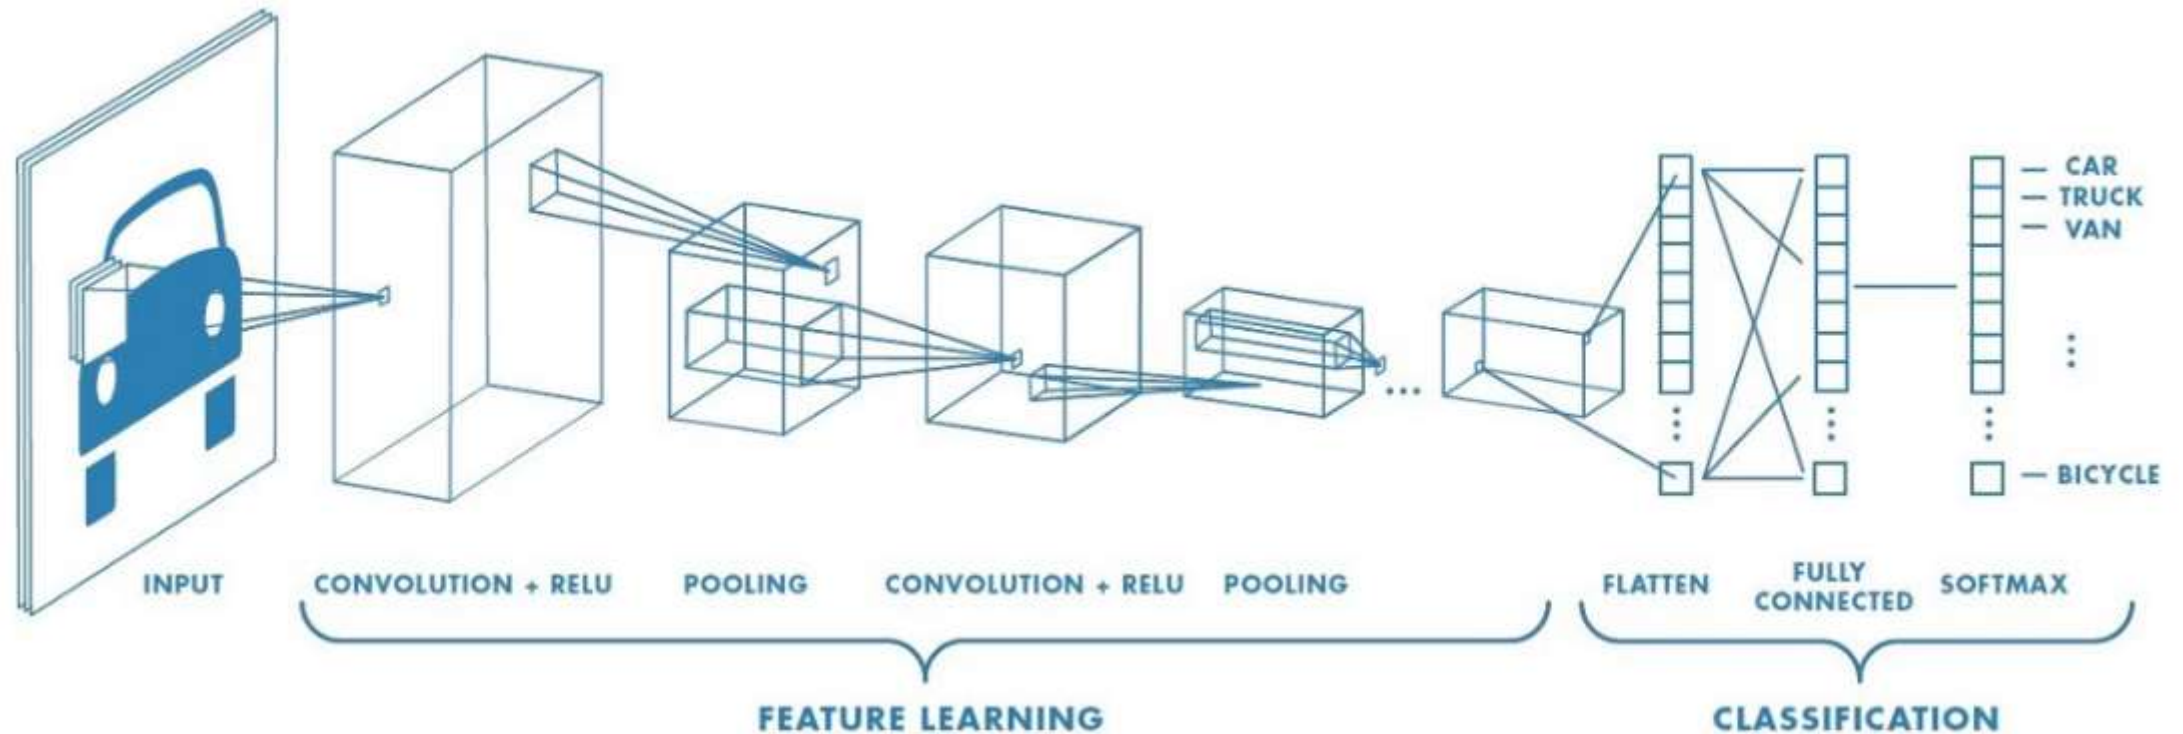 CAR
TRUCK
VAN
BICYCLE
INPUT
CONVOLUTION + RELU
POOLING
CONVOLUTION + RELU
POOLING
FLATTEN
FULLY
CONNECTED
SOFTMAX
FEATURE LEARNING
CLASSIFICATION